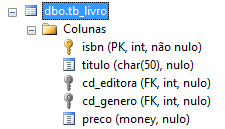 dbo.tb_livro
Colunas
isbn (PK, int, não nulo)
titulo (char(50), nulo)
cd_editora (FK, int, nulo)
cd_genero (FK, int, nulo)
preco (money, nulo)